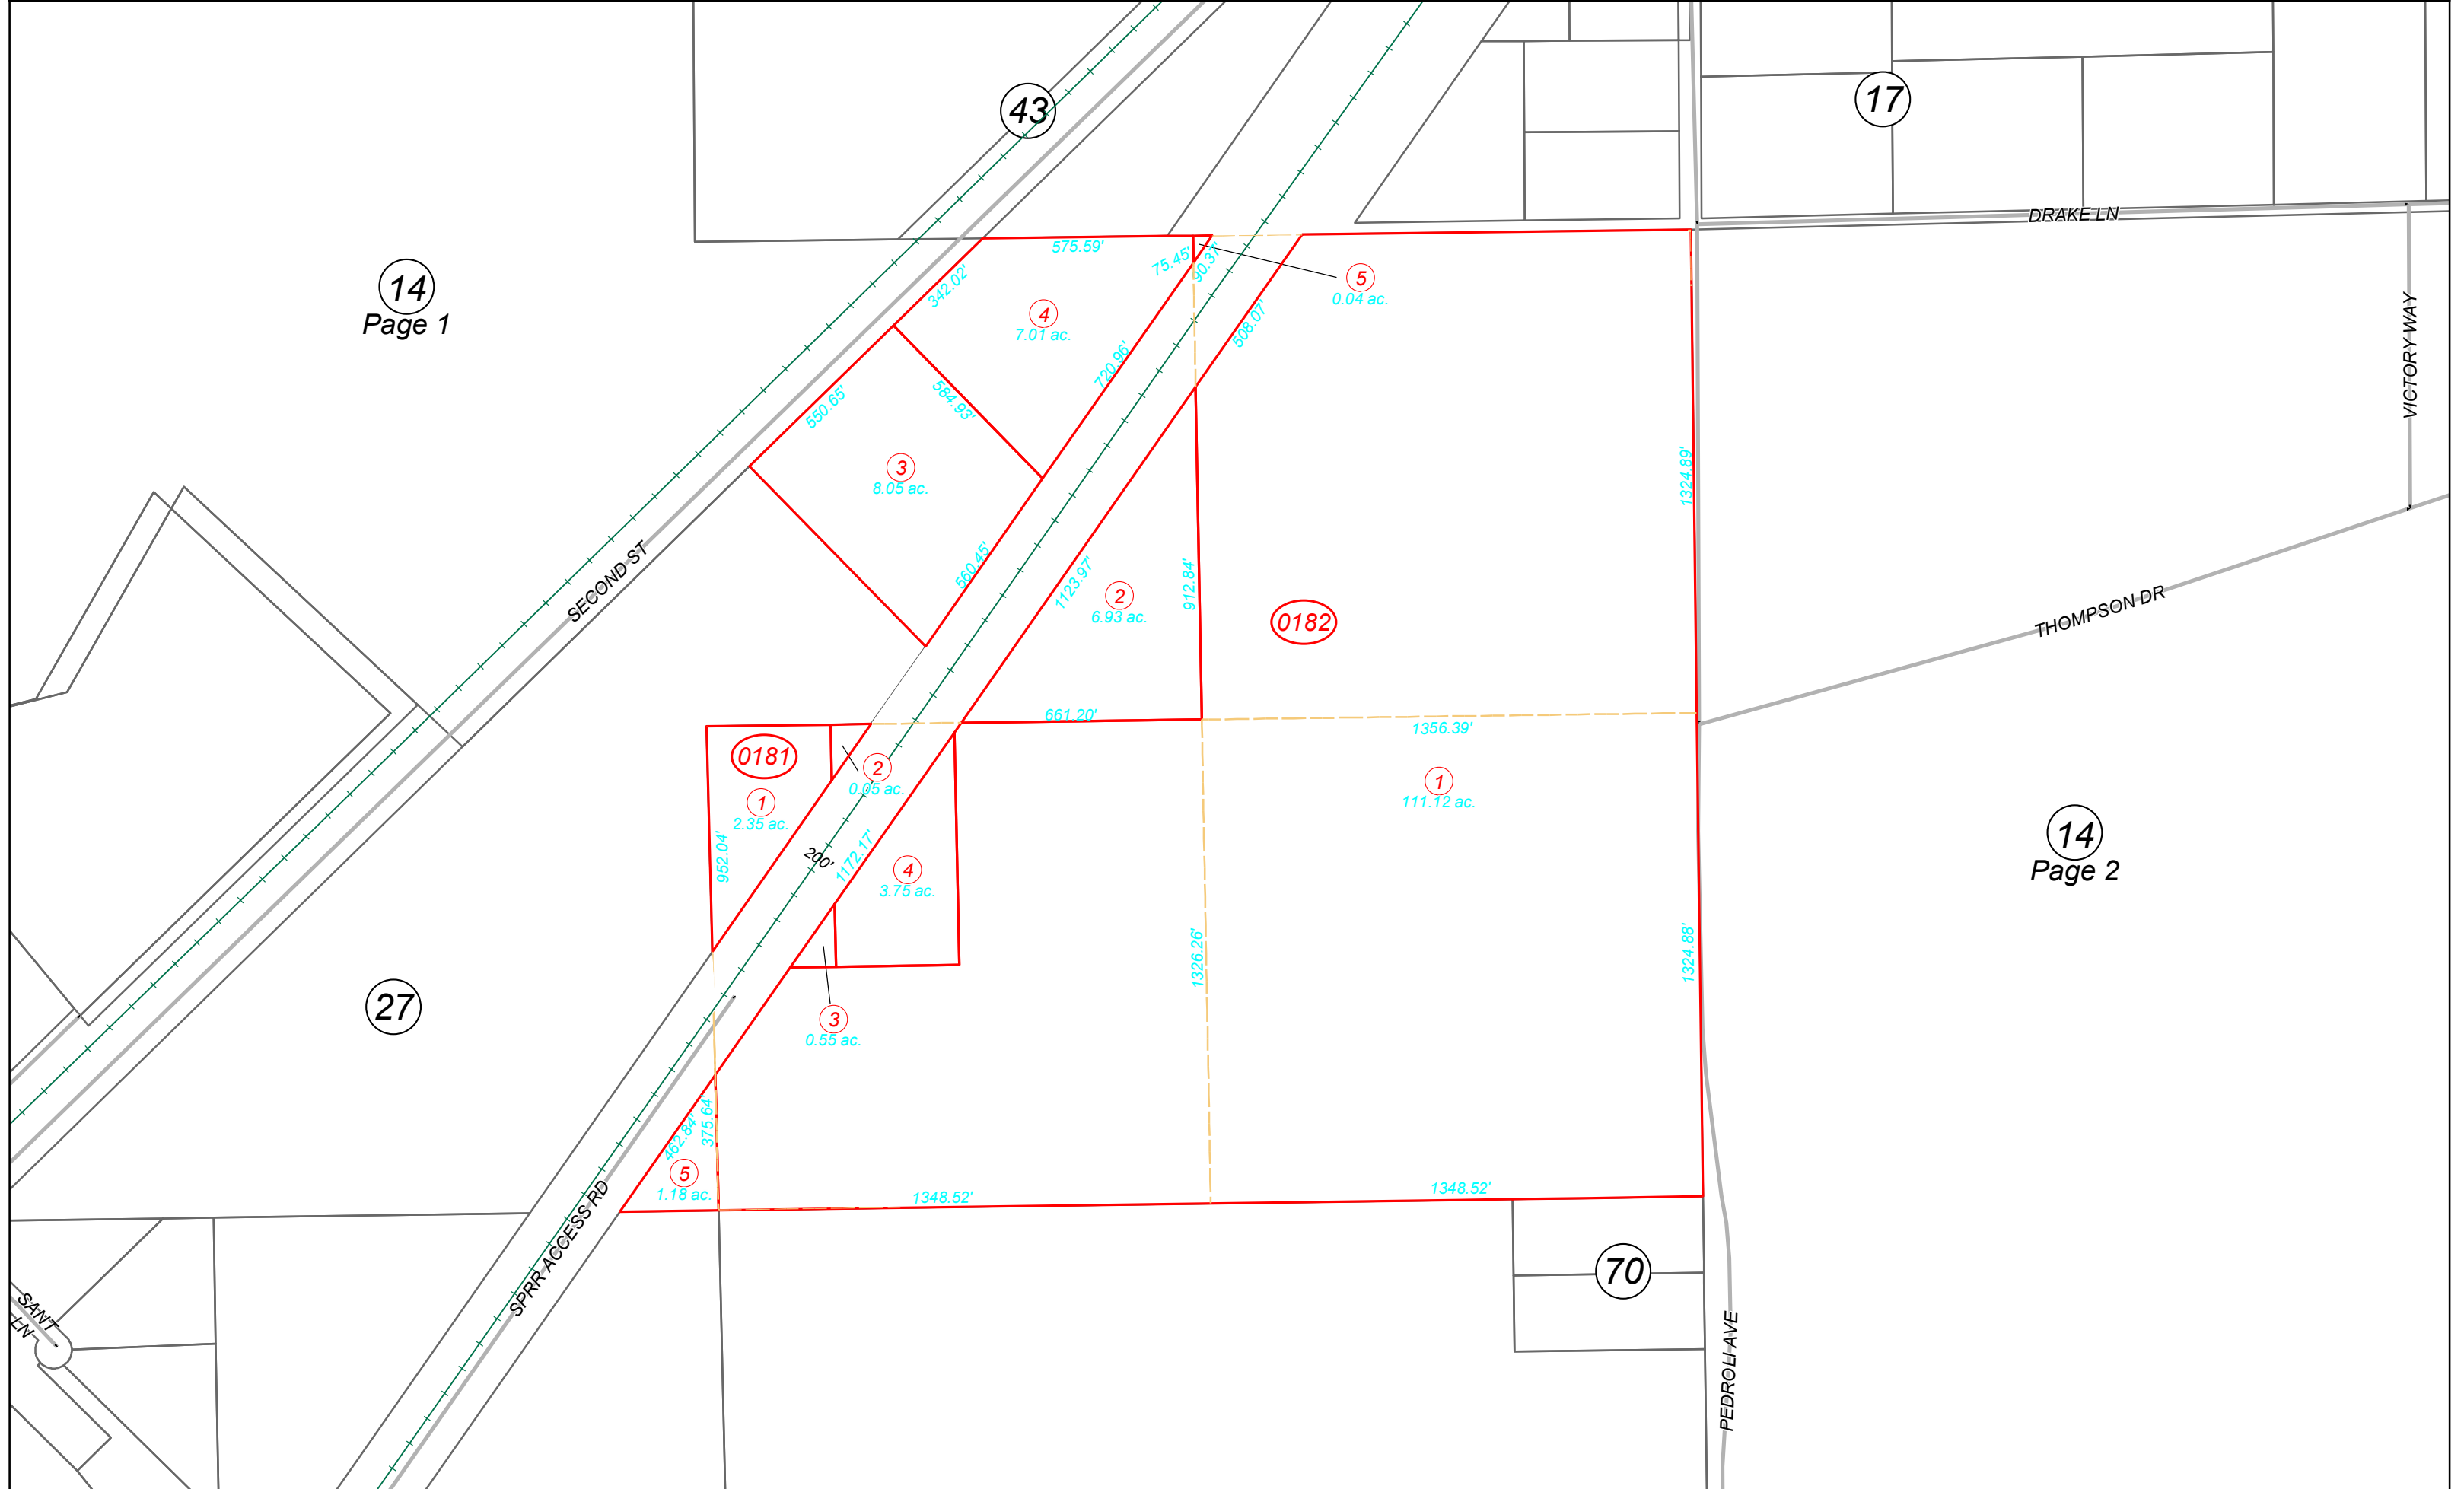 43
17
DRAKE LN
575.59'
75.45'
90.37'
5
0.04 ac.
14
Page 1
342.02'
4
7.01 ac.
508.07'
VICTORY WAY
720.96'
550.65'
584.93'
3
8.05 ac.
1324.89'
SECOND ST
560.45'
1123.97'
912.84'
2
6.93 ac.
0182
THOMPSON DR
661.20'
1356.39'
0181
2
0.05 ac.
1
2.35 ac.
1
111.12 ac.
952.04'
200'
1172.17'
4
3.75 ac.
14
Page 2
1326.26'
1324.88'
27
3
0.55 ac.
462.84'
375.64'
5
1.18 ac.
1348.52'
1348.52'
SPRR ACCESS RD
70
SANT
LN
PEDROLI AVE